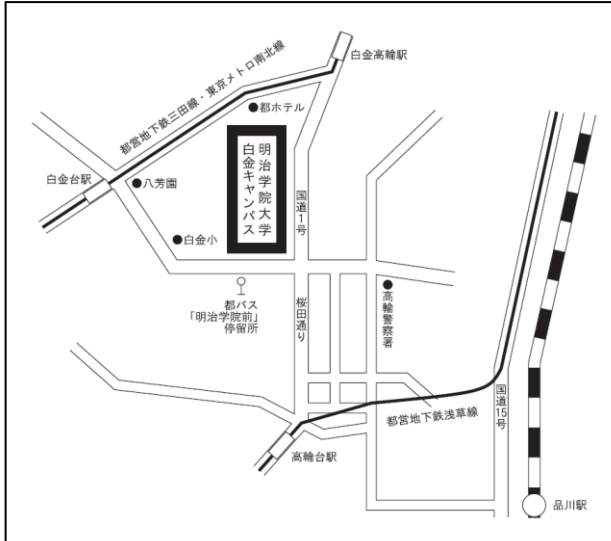 白金高輪駅
都営地下鉄三田線・東京メトロ南北線
都ホテル
明治学院大学
白金キャンパス
白金台駅
八芳園
国道1号
白金小
都バス
「明治学院前」
停留所
桜田通り
高輪警察署
都営地下鉄浅草線
国道15号
高輪台駅
品川駅